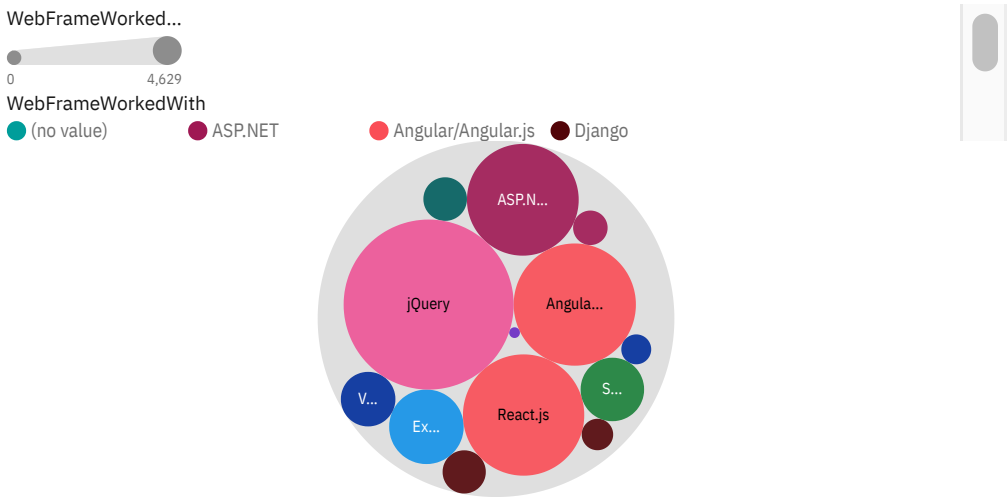 WebFrameWorked...
0 4,629
WebFrameWorkedWith
(no value) ASP.NET Angular/Angular.js Django
ASP.N...
jQuery
Angula...
V...
S...
Ex...
React.js